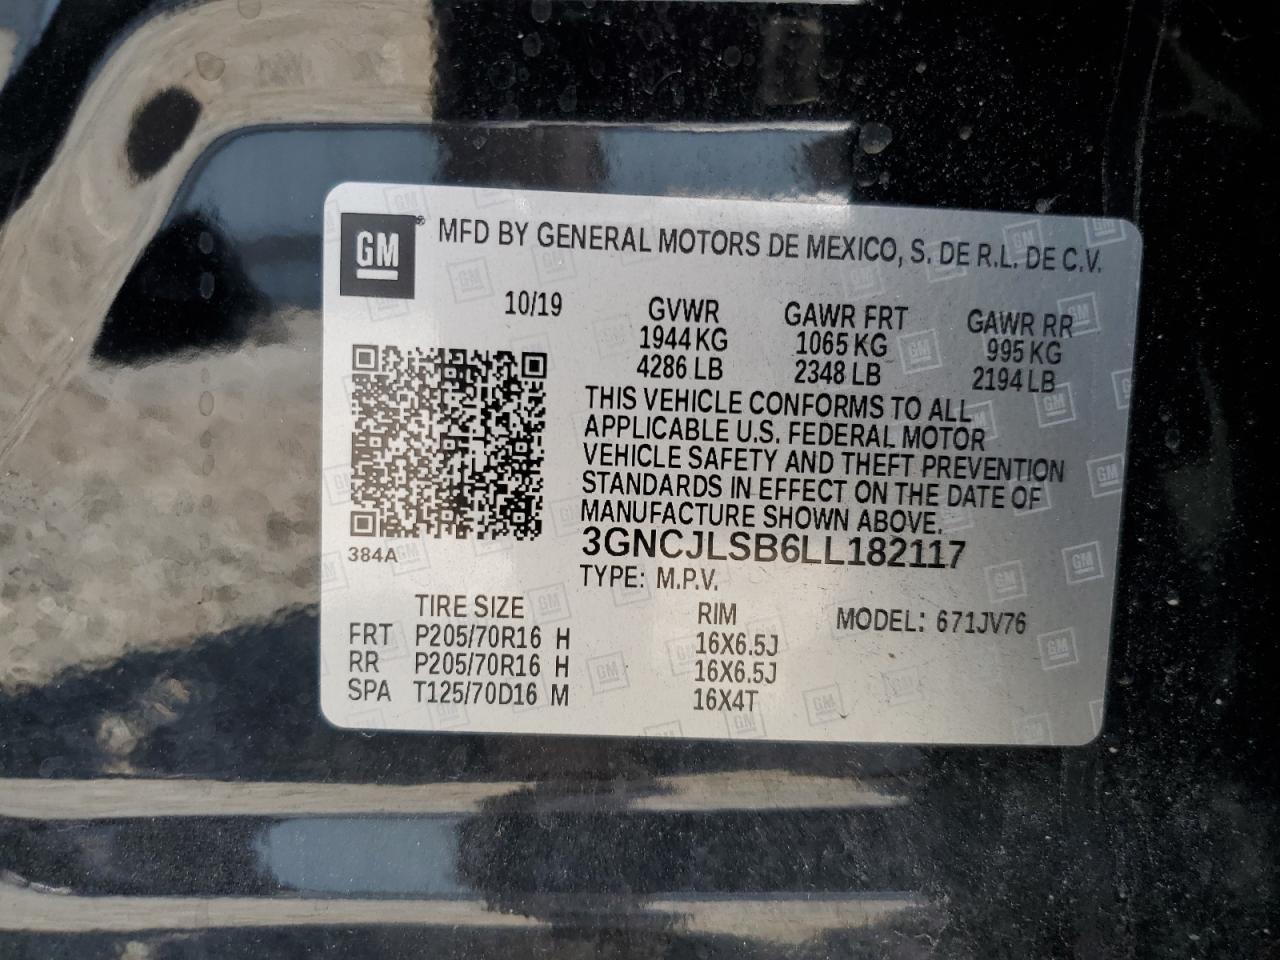 GM® MFD BY GENERAL MOTORS DE MEXICO, S. DE R.L. DE C.V.
10/19 GVWR GAWR FRT GAWR RR
1944 KG 1065 KG 995 KG
4286 LB 2348 LB 2194 LB
THIS VEHICLE CONFORMS TO ALL
APPLICABLE U.S. FEDERAL MOTOR
VEHICLE SAFETY AND THEFT PREVENTION
STANDARDS IN EFFECT ON THE DATE OF
MANUFACTURE SHOWN ABOVE.
384A 3GNCJLSB6LL182117
TYPE: M.P.V.
TIRE SIZE RIM MODEL: 671JV76
FRT P205/70R16 H 16X6.5J
RR P205/70R16 H 16X6.5J
SPA T125/70D16 M 16X4T